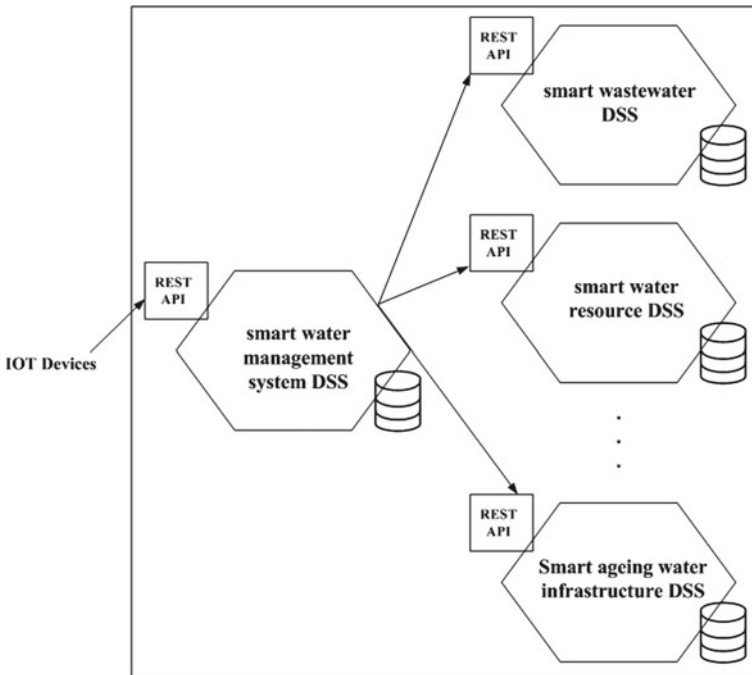 REST
API
smart wastewater
DSS
REST
API
smart water
resource DSS
REST
API
smart water
management
system DSS
IOT Devices
REST
API
Smart ageing water
infrastructure DSS